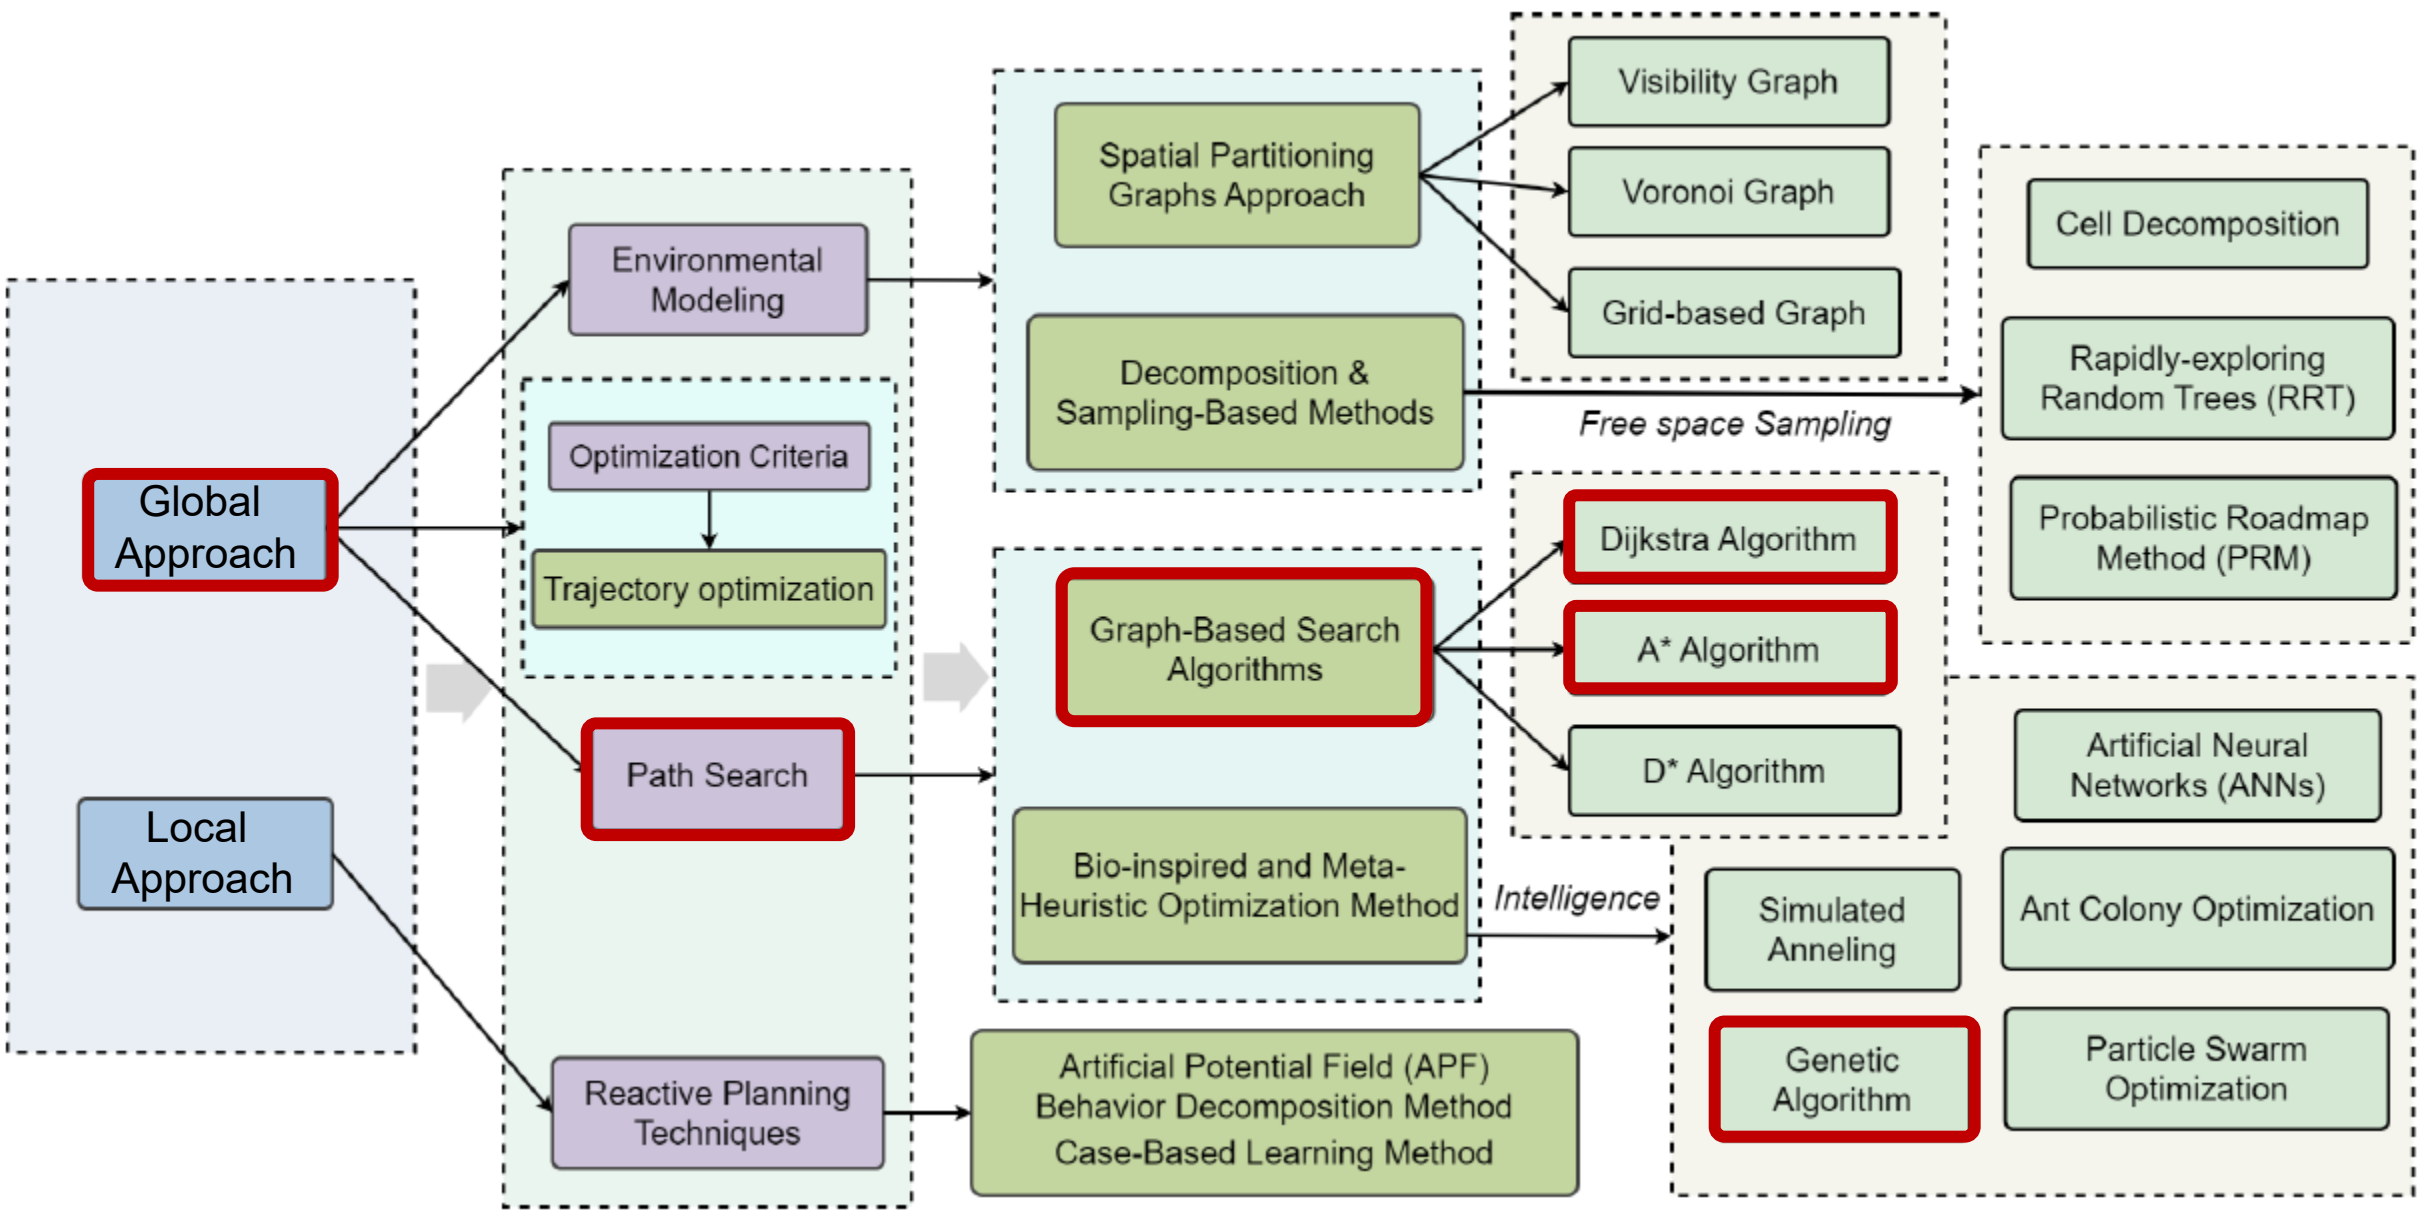 Global
Approach
Local
Approach
Environmental
Modeling
Optimization Criteria
Trajectory optimization
Path Search
Reactive Planning
Techniques
Spatial Partitioning
Graphs Approach
Decomposition &
Sampling-Based Methods
Graph-Based Search
Algorithms
Bio-inspired and Meta-
Heuristic Optimization Method
Artificial Potential Field (APF)
Behavior Decomposition Method
Case-Based Learning Method
Visibility Graph
Voronoi Graph
Grid-based Graph
Free space Sampling
Dijkstra Algorithm
A* Algorithm
D* Algorithm
Intelligence
Cell Decomposition
Rapidly-exploring
Random Trees (RRT)
Probabilistic Roadmap
Method (PRM)
Simulated
Anneling
Genetic
Algorithm
Artificial Neural
Networks (ANNs)
Ant Colony Optimization
Particle Swarm
Optimization